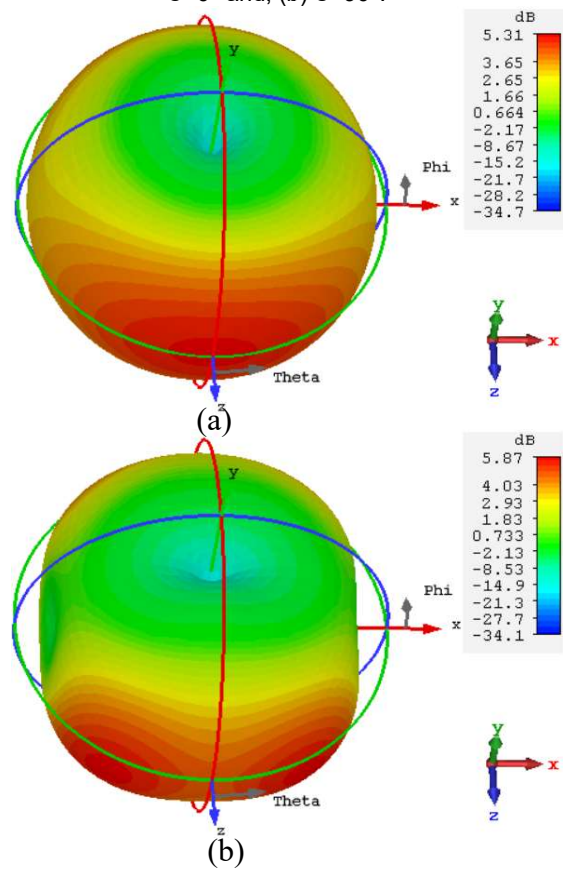 dB
5.31
3.65
2.65
1.66
0.664
-2.17
-8.67
-15.2
-21.7
-28.2
-34.7
y
Phi
x
Theta
z
y
x
z
(a)
dB
5.87
4.03
2.93
1.83
0.733
-2.13
-8.53
-14.9
-21.3
-27.7
-34.1
y
Phi
x
Theta
z
y
x
z
(b)